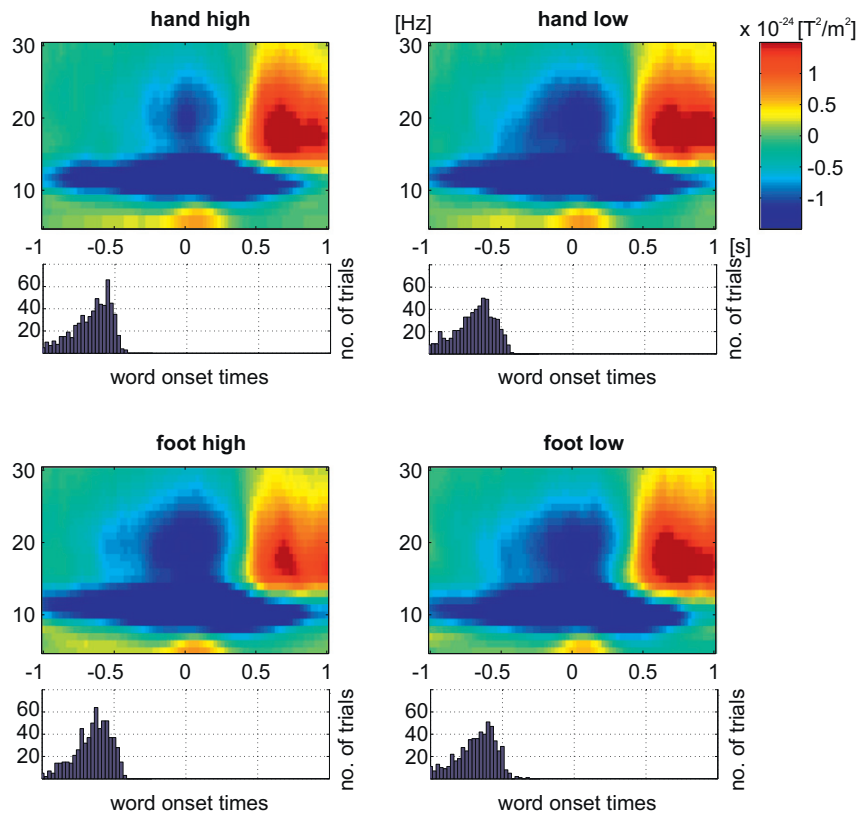 hand high
[Hz]
hand low
x 10⁻²⁴ [T²/m²]
30
20
10
-1 -0.5 0 0.5 1
30
20
10
-1 -0.5 0 0.5 1 [s]
1
0.5
0
-0.5
-1
60
40
20
no. of trials
word onset times
60
40
20
no. of trials
word onset times
foot high
foot low
30
20
10
-1 -0.5 0 0.5 1
30
20
10
-1 -0.5 0 0.5 1
60
40
20
no. of trials
word onset times
60
40
20
no. of trials
word onset times